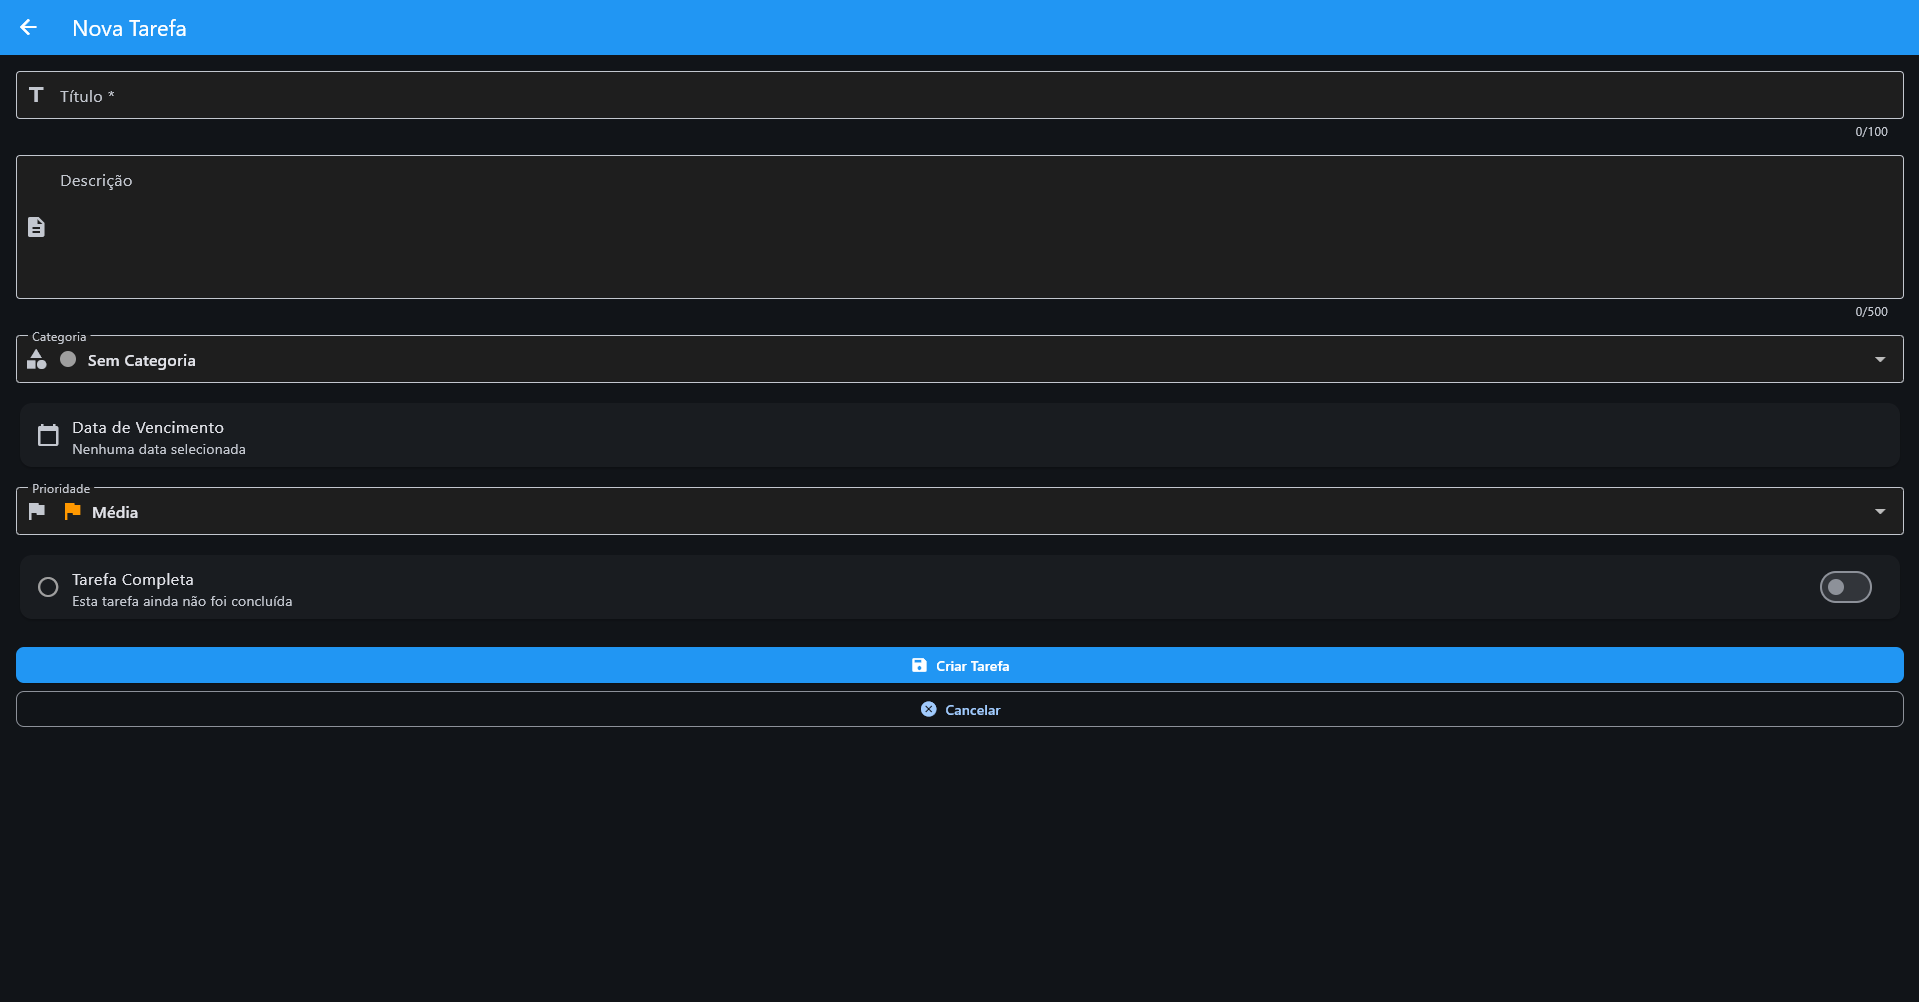 Nova Tarefa
Título *
0/100
Descrição
0/500
Categoria
Sem Categoria
Data de Vencimento
Nenhuma data selecionada
Prioridade
Média
Tarefa Completa
Esta tarefa ainda não foi concluída
Criar Tarefa
Cancelar